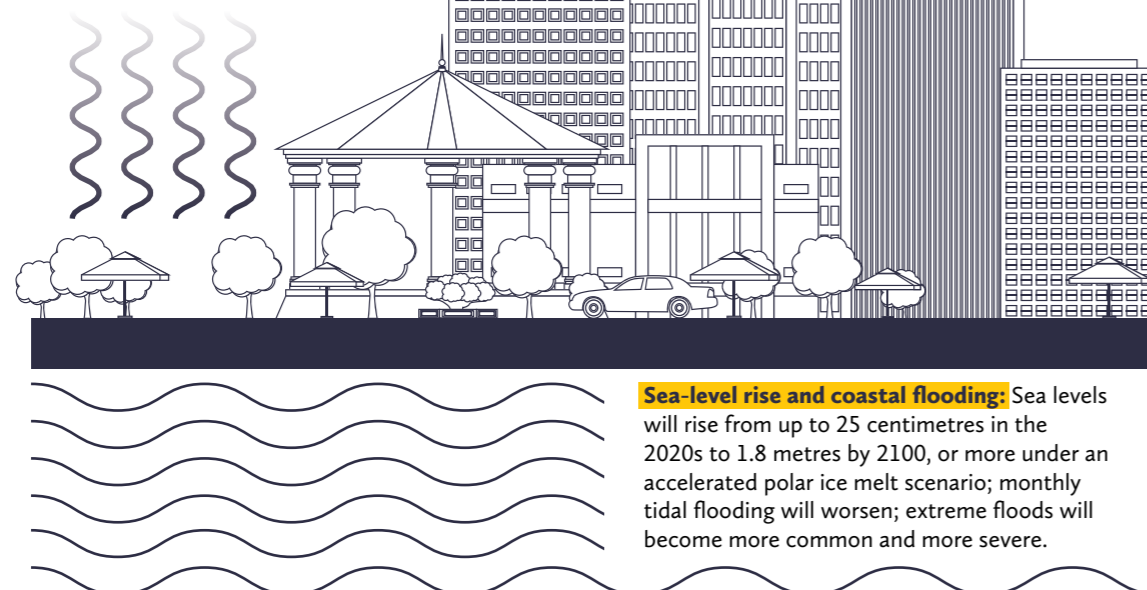 Sea-level rise and coastal flooding: Sea levels
will rise from up to 25 centimetres in the
2020s to 1.8 metres by 2100, or more under an
accelerated polar ice melt scenario; monthly
tidal flooding will worsen; extreme floods will
become more common and more severe.